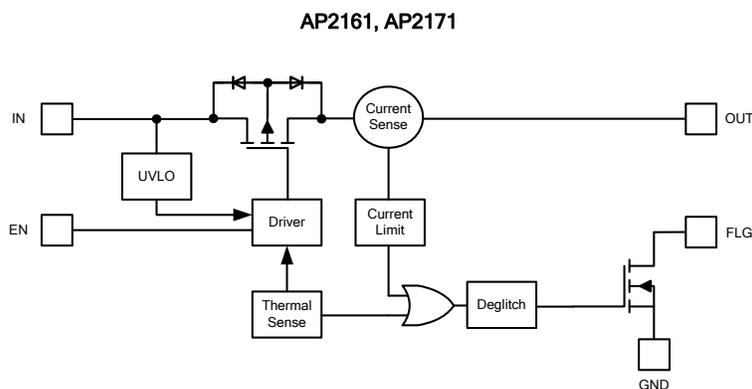 AP2161, AP2171
IN
Current
Sense
OUT
UVLO
EN
Driver
Current
Limit
FLG
Thermal
Sense
Deglitch
GND